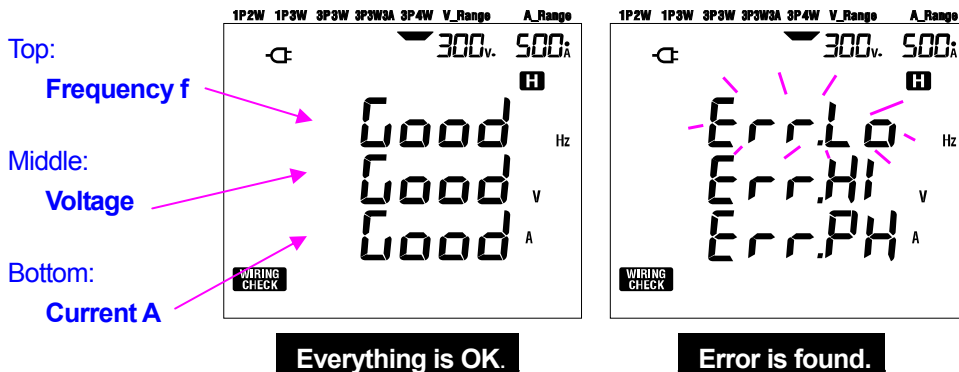 1P2W 1P3W 3P3W 3P3W3A 3P4W V_Range A_Range
300V~ 500A
H
Top:
Frequency f
Good Hz
Middle:
Voltage
Good V
Bottom:
Current A
Good A
WIRING
CHECK
Everything is OK.
1P2W 1P3W 3P3W 3P3W3A 3P4W V_Range A_Range
300V~ 500A
H
Err.Lo Hz
Err.HI V
Err.PH A
WIRING
CHECK
Error is found.